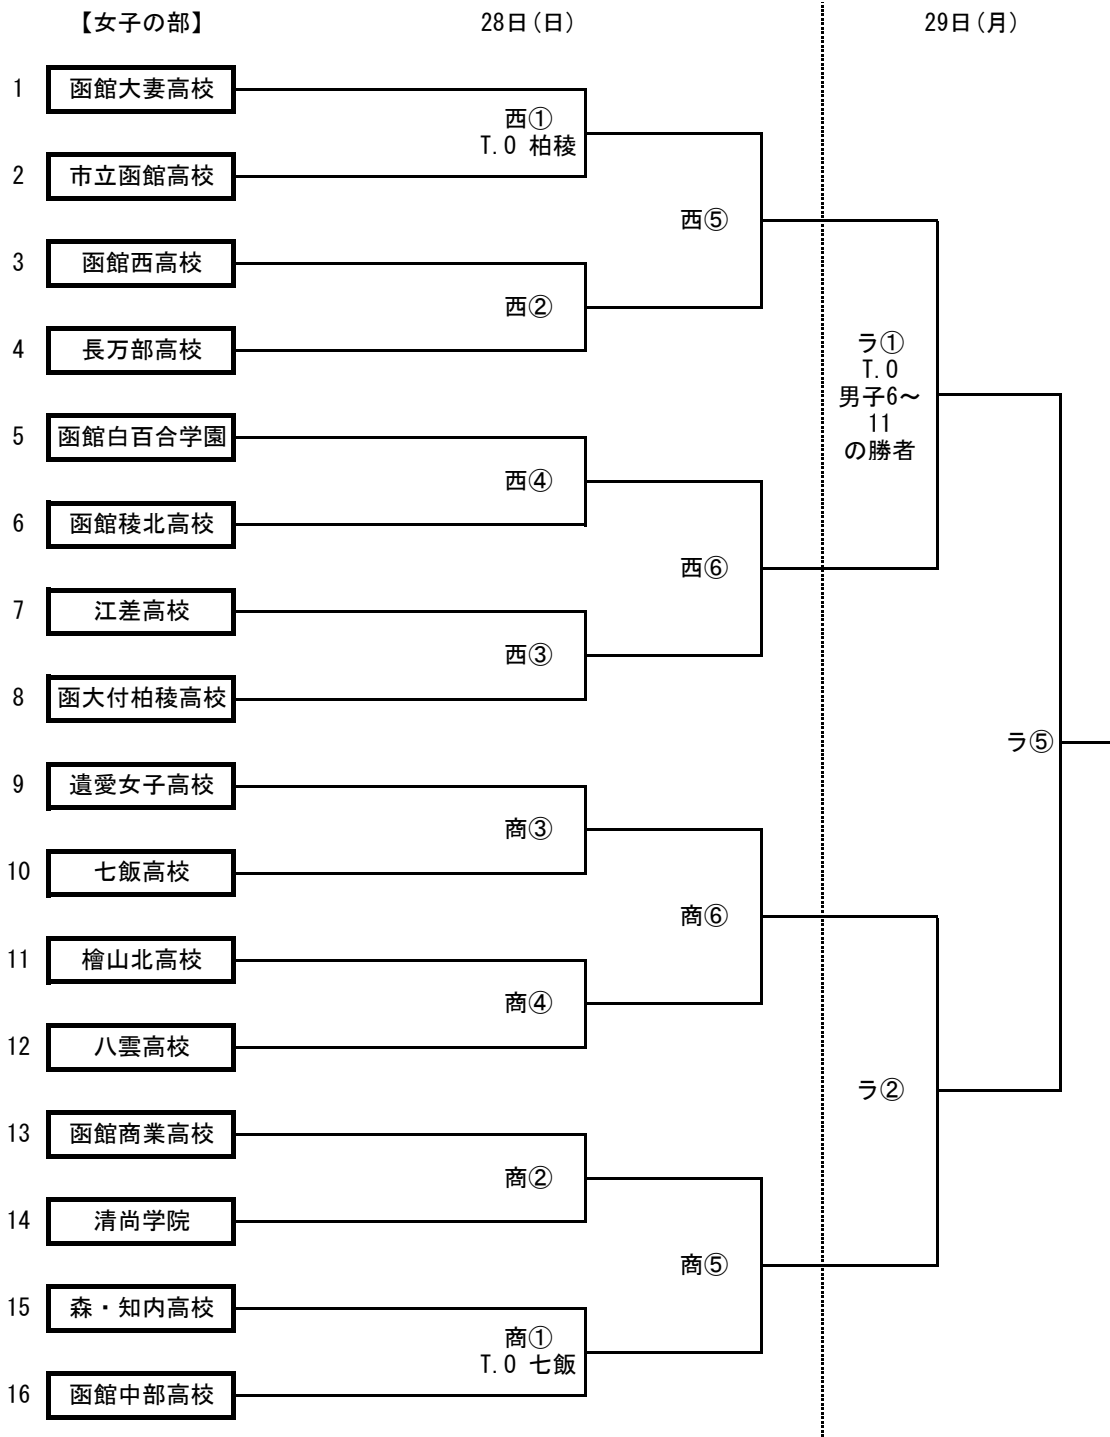 【女子の部】 28日(日) 29日(月)
1 函館大妻高校
西①
T.O 柏稜
2 市立函館高校
西⑤
3 函館西高校
西②
4 長万部高校
ラ①
T.O
男子6～
11
の勝者
5 函館白百合学園
西④
6 函館稜北高校
西⑥
7 江差高校
西③
8 函大付柏稜高校
ラ⑤
9 遺愛女子高校
商③
10 七飯高校
商⑥
11 檜山北高校
商④
12 八雲高校
ラ②
13 函館商業高校
商②
14 清尚学院
商⑤
15 森・知内高校
商①
T.O 七飯
16 函館中部高校